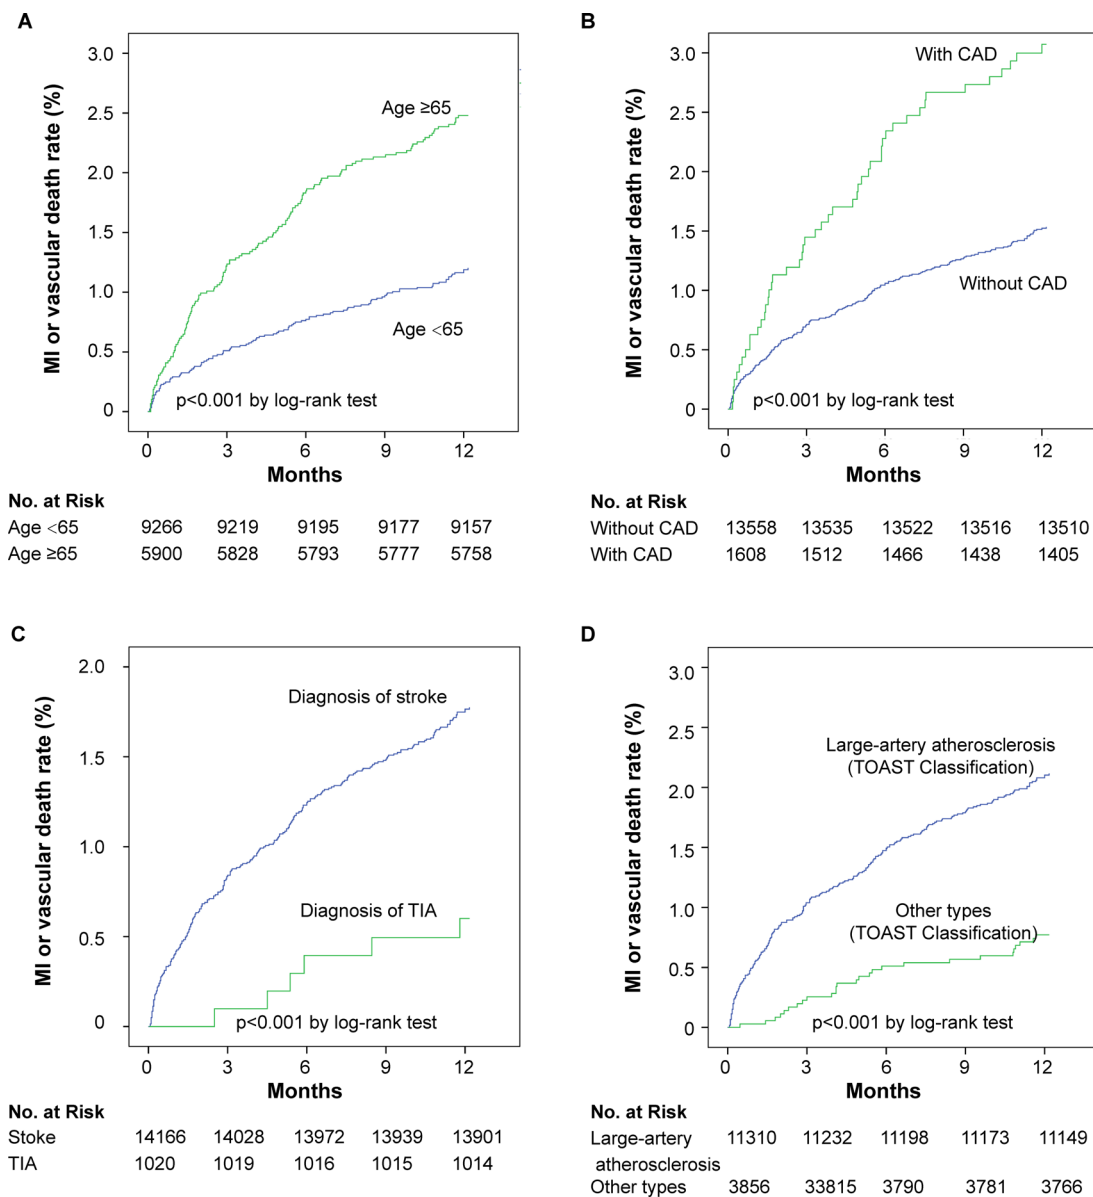 A
MI or vascular death rate (%)
3.0
2.5
2.0
1.5
1.0
0.5
0
Age ≥65
Age <65
p<0.001 by log-rank test
0 3 6 9 12
Months
No. at Risk
Age <65 9266 9219 9195 9177 9157
Age ≥65 5900 5828 5793 5777 5758
B
MI or vascular death rate (%)
3.0
2.5
2.0
1.5
1.0
0.5
0
With CAD
Without CAD
p<0.001 by log-rank test
0 3 6 9 12
Months
No. at Risk
Without CAD 13558 13535 13522 13516 13510
With CAD 1608 1512 1466 1438 1405
C
MI or vascular death rate (%)
2.0
1.5
1.0
0.5
0
Diagnosis of stroke
Diagnosis of TIA
p<0.001 by log-rank test
0 3 6 9 12
Months
No. at Risk
Stoke 14166 14028 13972 13939 13901
TIA 1020 1019 1016 1015 1014
D
MI or vascular death rate (%)
3.0
2.5
2.0
1.5
1.0
0.5
0
Large-artery atherosclerosis
(TOAST Classification)
Other types
(TOAST Classification)
p<0.001 by log-rank test
0 3 6 9 12
Months
No. at Risk
Large-artery 11310 11232 11198 11173 11149
atherosclerosis
Other types 3856 33815 3790 3781 3766